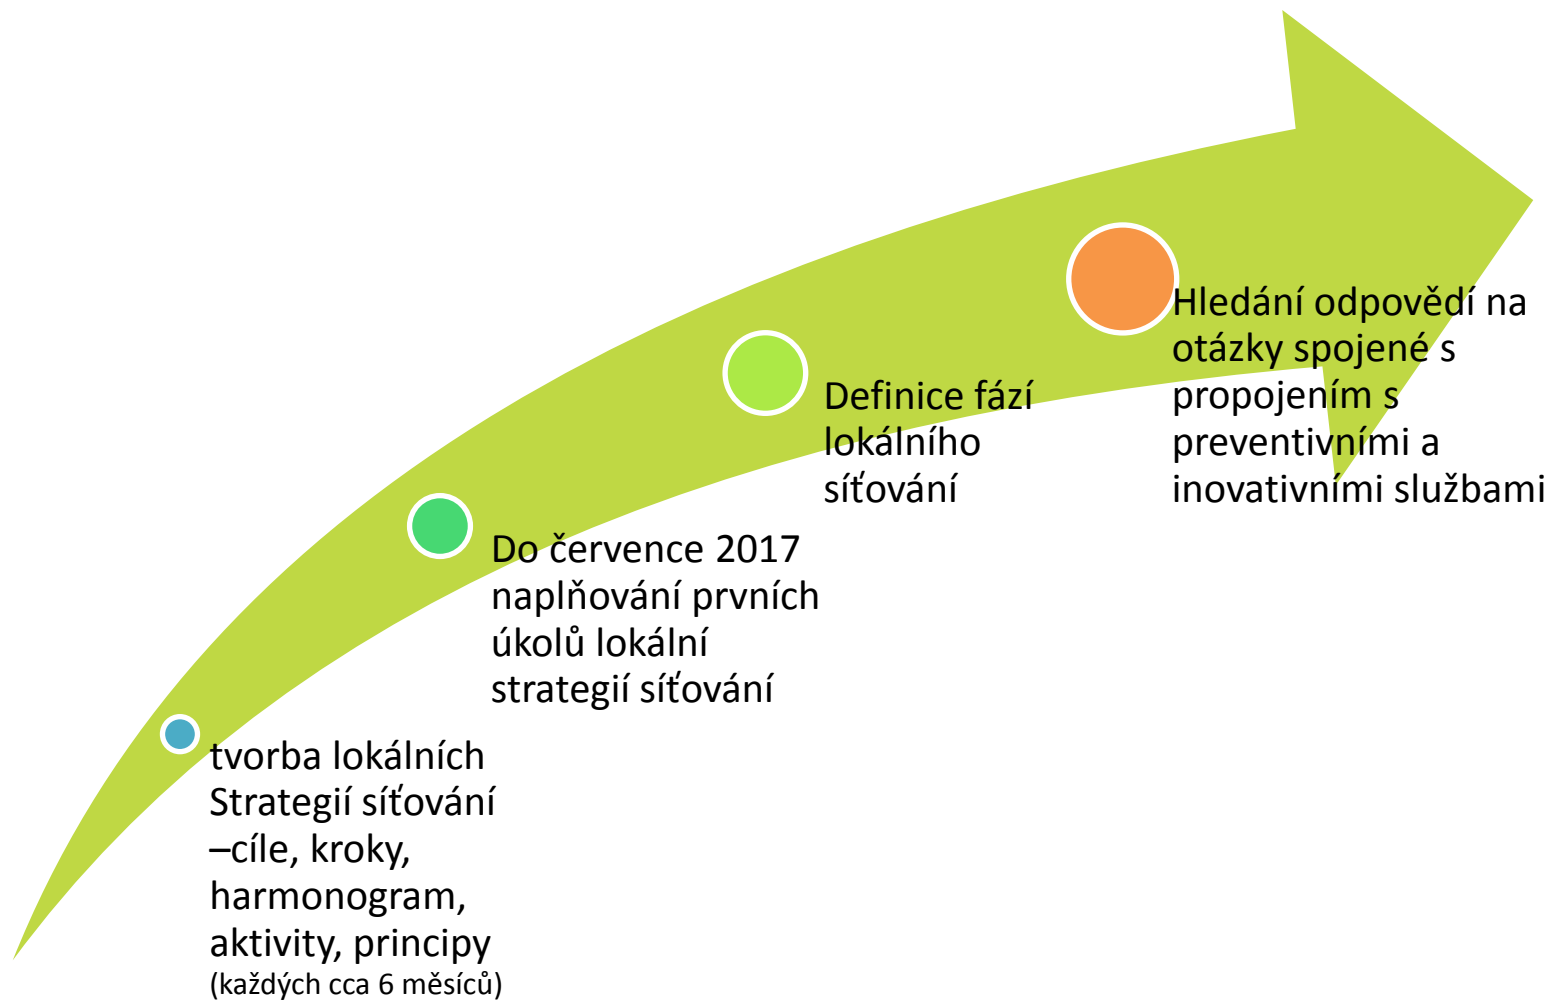 tvorba lokálních
Strategií síťování
–cíle, kroky,
harmonogram,
aktivity, principy
(každých cca 6 měsíců)
Do července 2017
naplňování prvních
úkolů lokální
strategií síťování
Definice fází
lokálního
síťování
Hledání odpovědí na
otázky spojené s
propojením s
preventivními a
inovativními službami